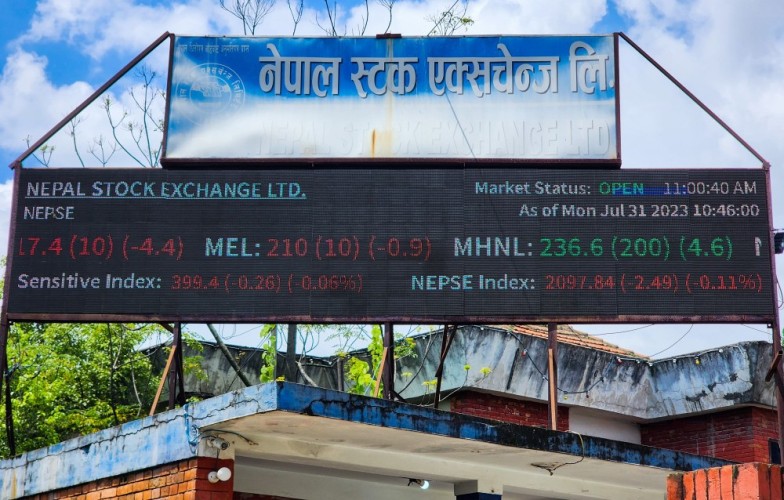 नेपाल स्टक एक्सचेन्ज लि.
NEPAL STOCK EXCHANGE LTD
NEPAL STOCK EXCHANGE LTD.
Market Status: OPEN 11:00:40 AM
NEPSE
As of Mon Jul 31 2023 10:46:00
17.4 (10) (-4.4) MEL: 210 (10) (-0.9) MHNL: 236.6 (200) (4.6)
Sensitive Index: 399.4 (-0.26) (-0.06%) NEPSE Index: 2097.84 (-2.49) (-0.11%)